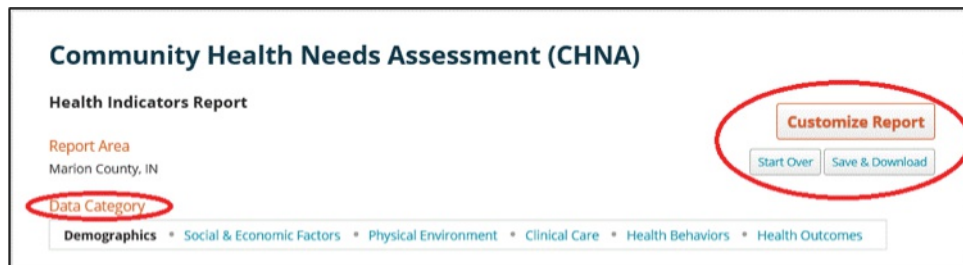 Community Health Needs Assessment (CHNA)
Health Indicators Report
Customize Report
Report Area
Marion County, IN
Start Over Save & Download
Data Category
Demographics • Social & Economic Factors • Physical Environment • Clinical Care • Health Behaviors • Health Outcomes